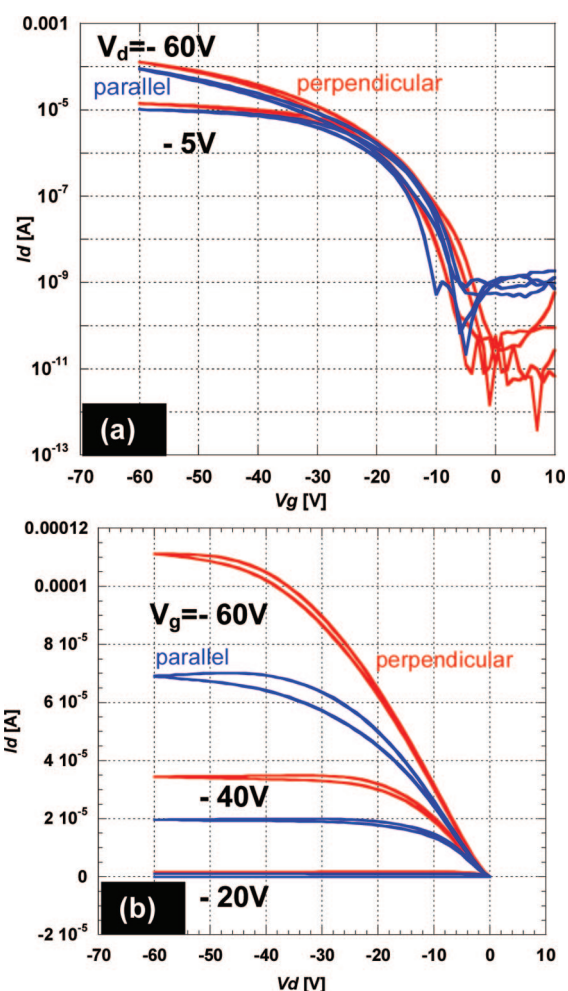 0.001
V_d=- 60V
parallel
perpendicular
10^-5
- 5V
10^-7
Id [A]
10^-9
10^-11
(a)
10^-13
-70 -60 -50 -40 -30 -20 -10 0 10
Vg [V]
0.00012
0.0001
V_g=- 60V
8 10^-5
parallel
perpendicular
6 10^-5
Id [A]
4 10^-5
- 40V
2 10^-5
0
- 20V
(b)
-2 10^-5
-70 -60 -50 -40 -30 -20 -10 0 10
Vd [V]